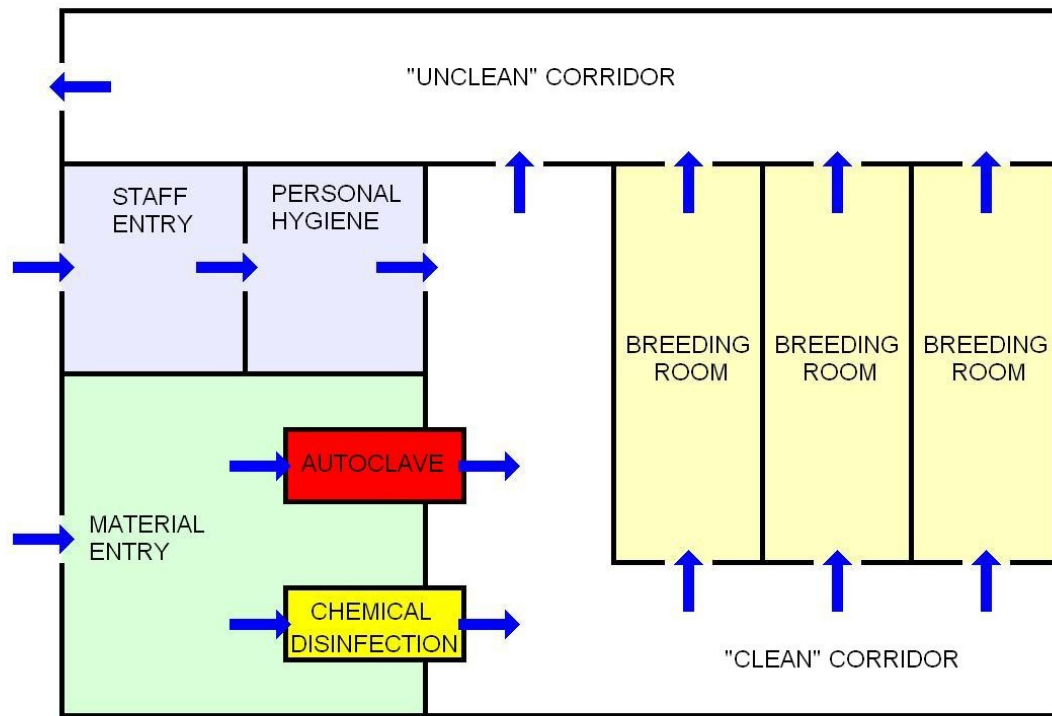 "UNCLEAN" CORRIDOR
STAFF
ENTRY
PERSONAL
HYGIENE
BREEDING
ROOM
BREEDING
ROOM
BREEDING
ROOM
AUTOCLAVE
MATERIAL
ENTRY
CHEMICAL
DISINFECTION
"CLEAN" CORRIDOR